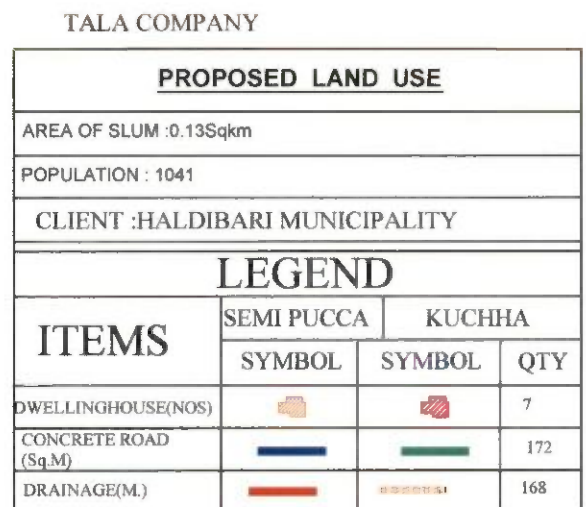 TALA COMPANY
PROPOSED LAND USE
AREA OF SLUM :0.13Sqkm
POPULATION : 1041
CLIENT :HALDIBARI MUNICIPALITY
LEGEND
ITEMS
SEMI PUCCA KUCHHA
SYMBOL SYMBOL QTY
DWELLINGHOUSE(NOS) 7
CONCRETE ROAD
(Sq.M) 172
DRAINAGE(M.) 168